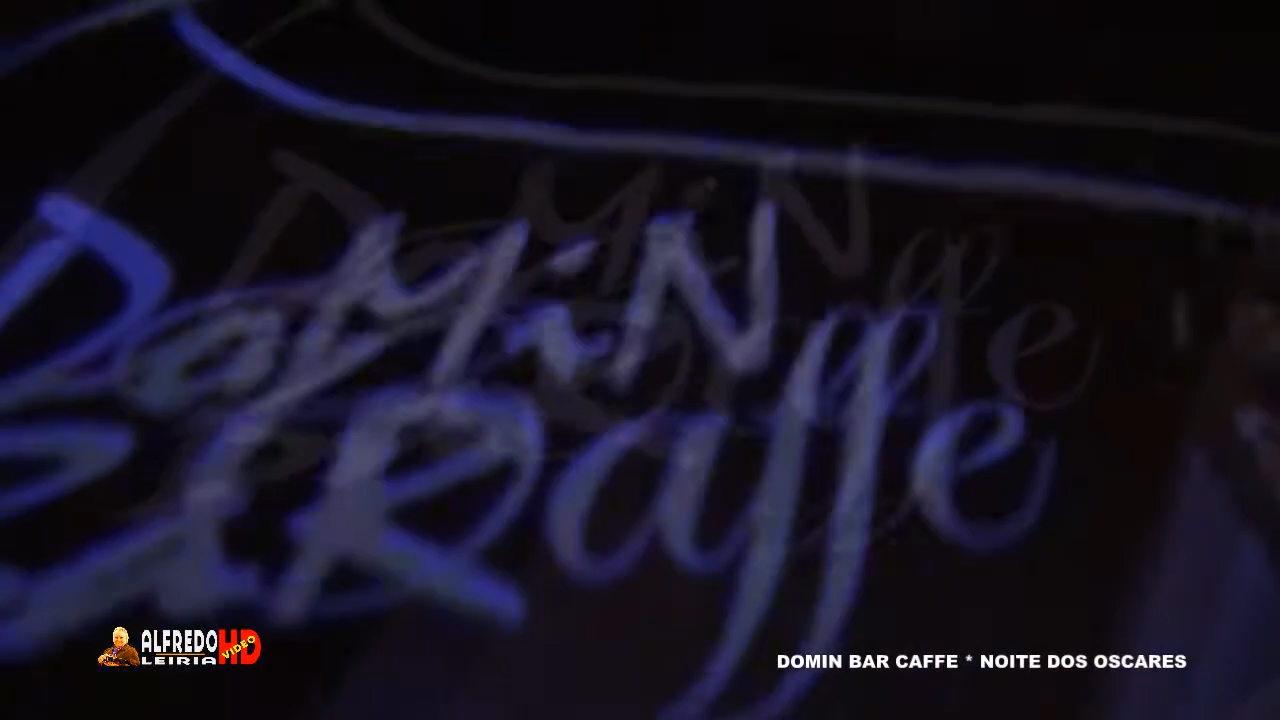 DoMiN
Caffe
ALFREDO HD
LEIRIA VIDEO
DOMIN BAR CAFFE * NOITE DOS OSCARES